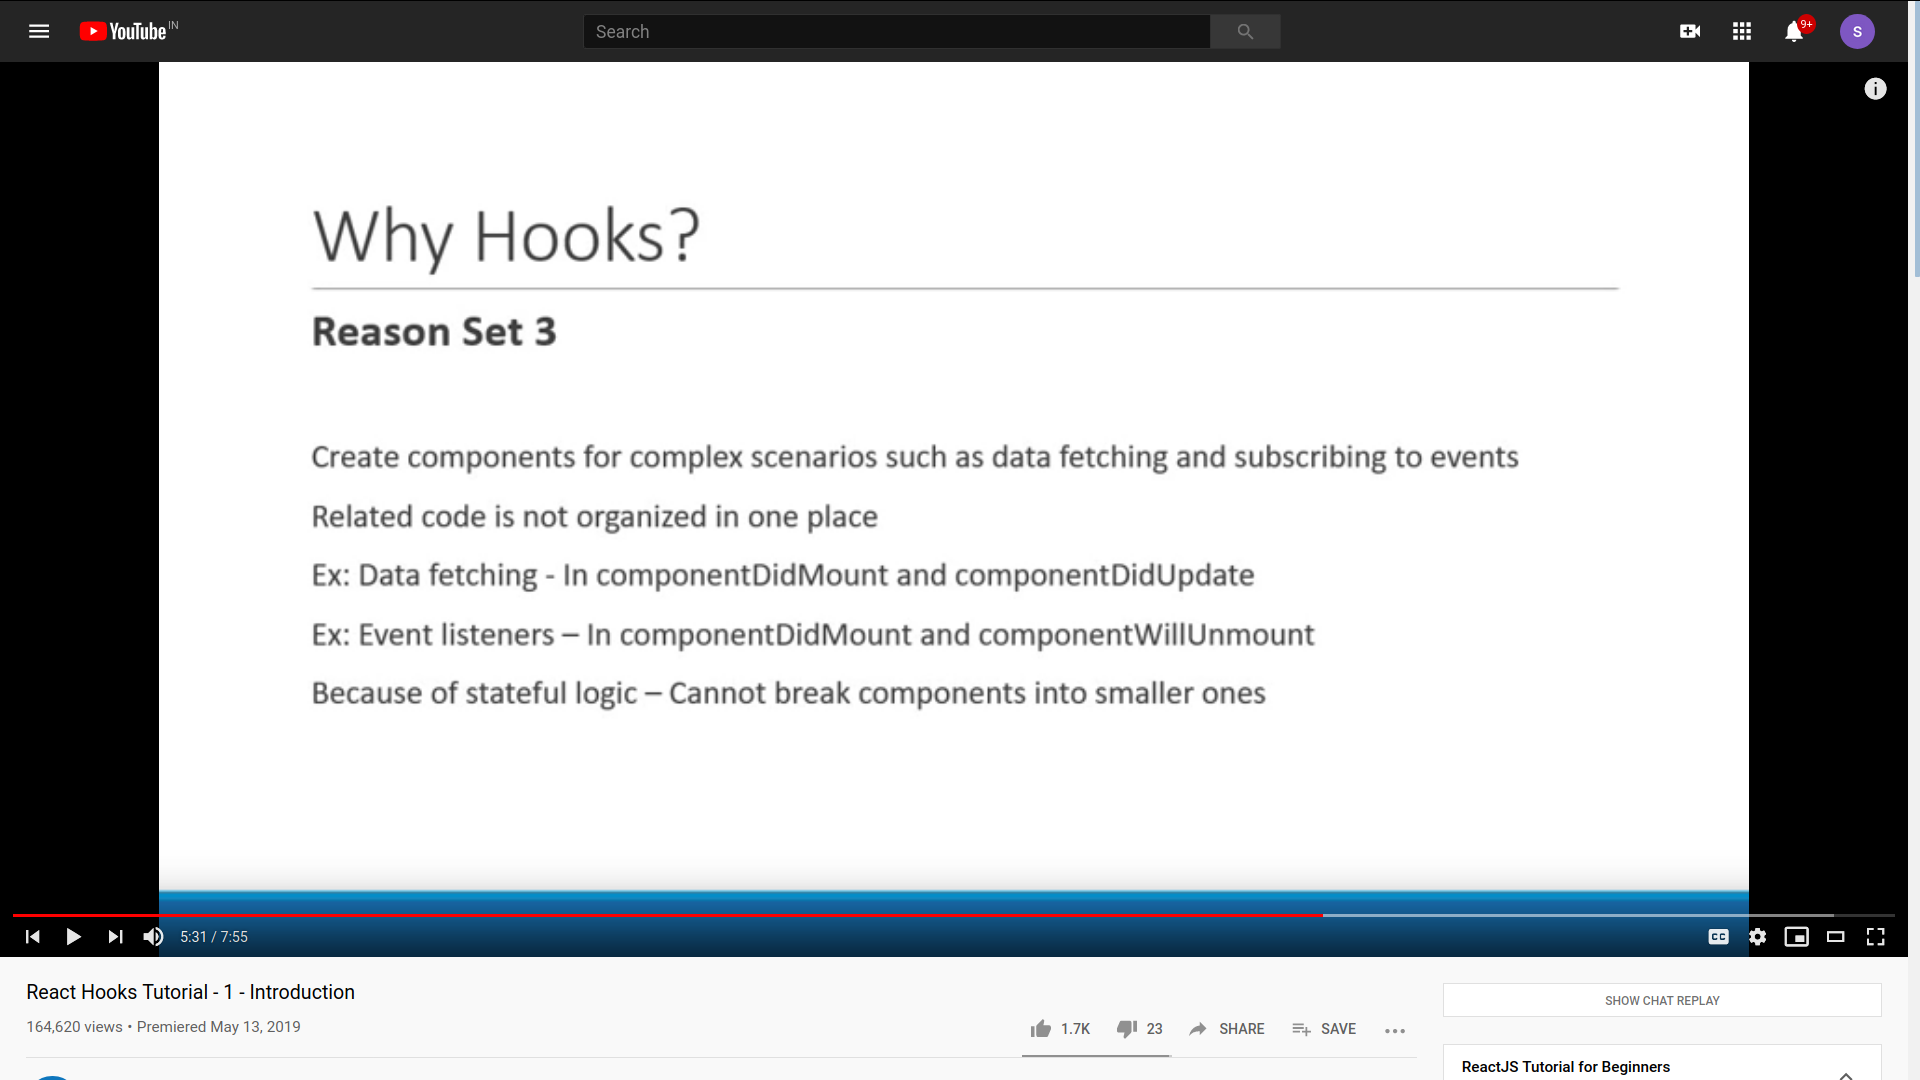 YouTube IN
Search
9+
S
Why Hooks?
Reason Set 3
Create components for complex scenarios such as data fetching and subscribing to events
Related code is not organized in one place
Ex: Data fetching - In componentDidMount and componentDidUpdate
Ex: Event listeners – In componentDidMount and componentWillUnmount
Because of stateful logic – Cannot break components into smaller ones
5:31 / 7:55
CC
React Hooks Tutorial - 1 - Introduction
164,620 views • Premiered May 13, 2019
1.7K 23 SHARE SAVE
SHOW CHAT REPLAY
ReactJS Tutorial for Beginners